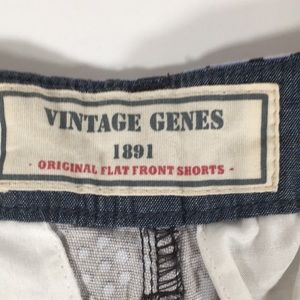 VINTAGE GENES
1891
- ORIGINAL FLAT FRONT SHORTS -